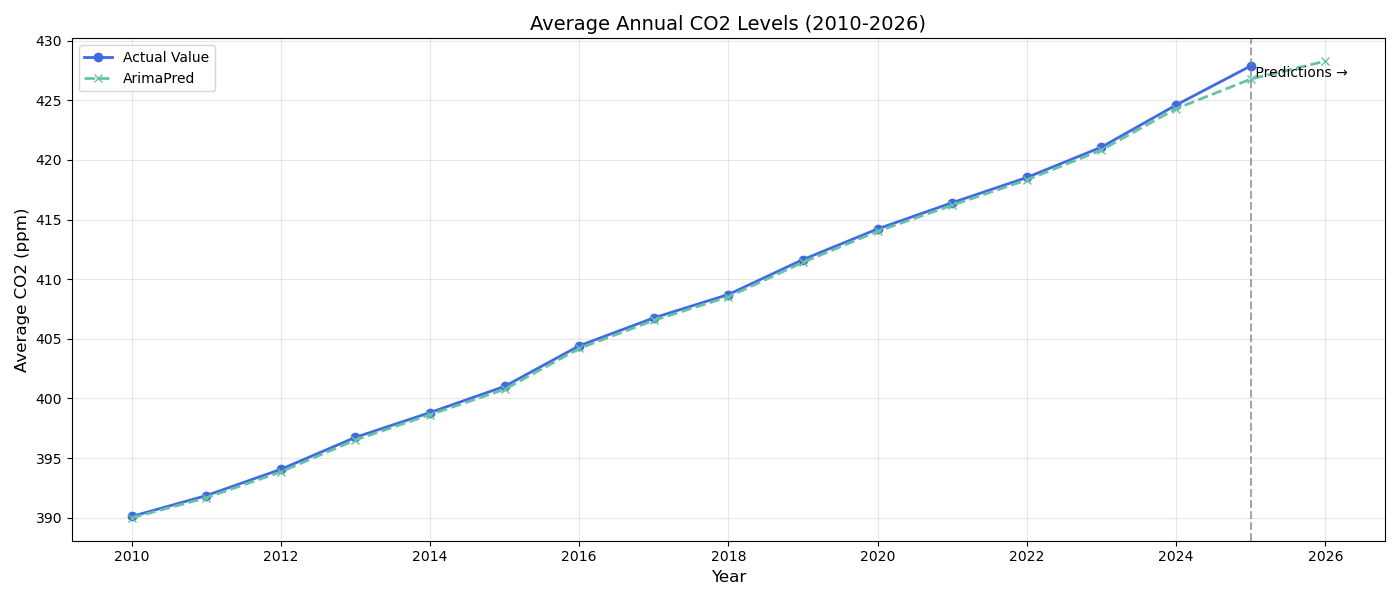 Average Annual CO2 Levels (2010-2026)
Actual Value
ArimaPred
Predictions →
Average CO2 (ppm)
430
425
420
415
410
405
400
395
390
2010 2012 2014 2016 2018 2020 2022 2024 2026
Year